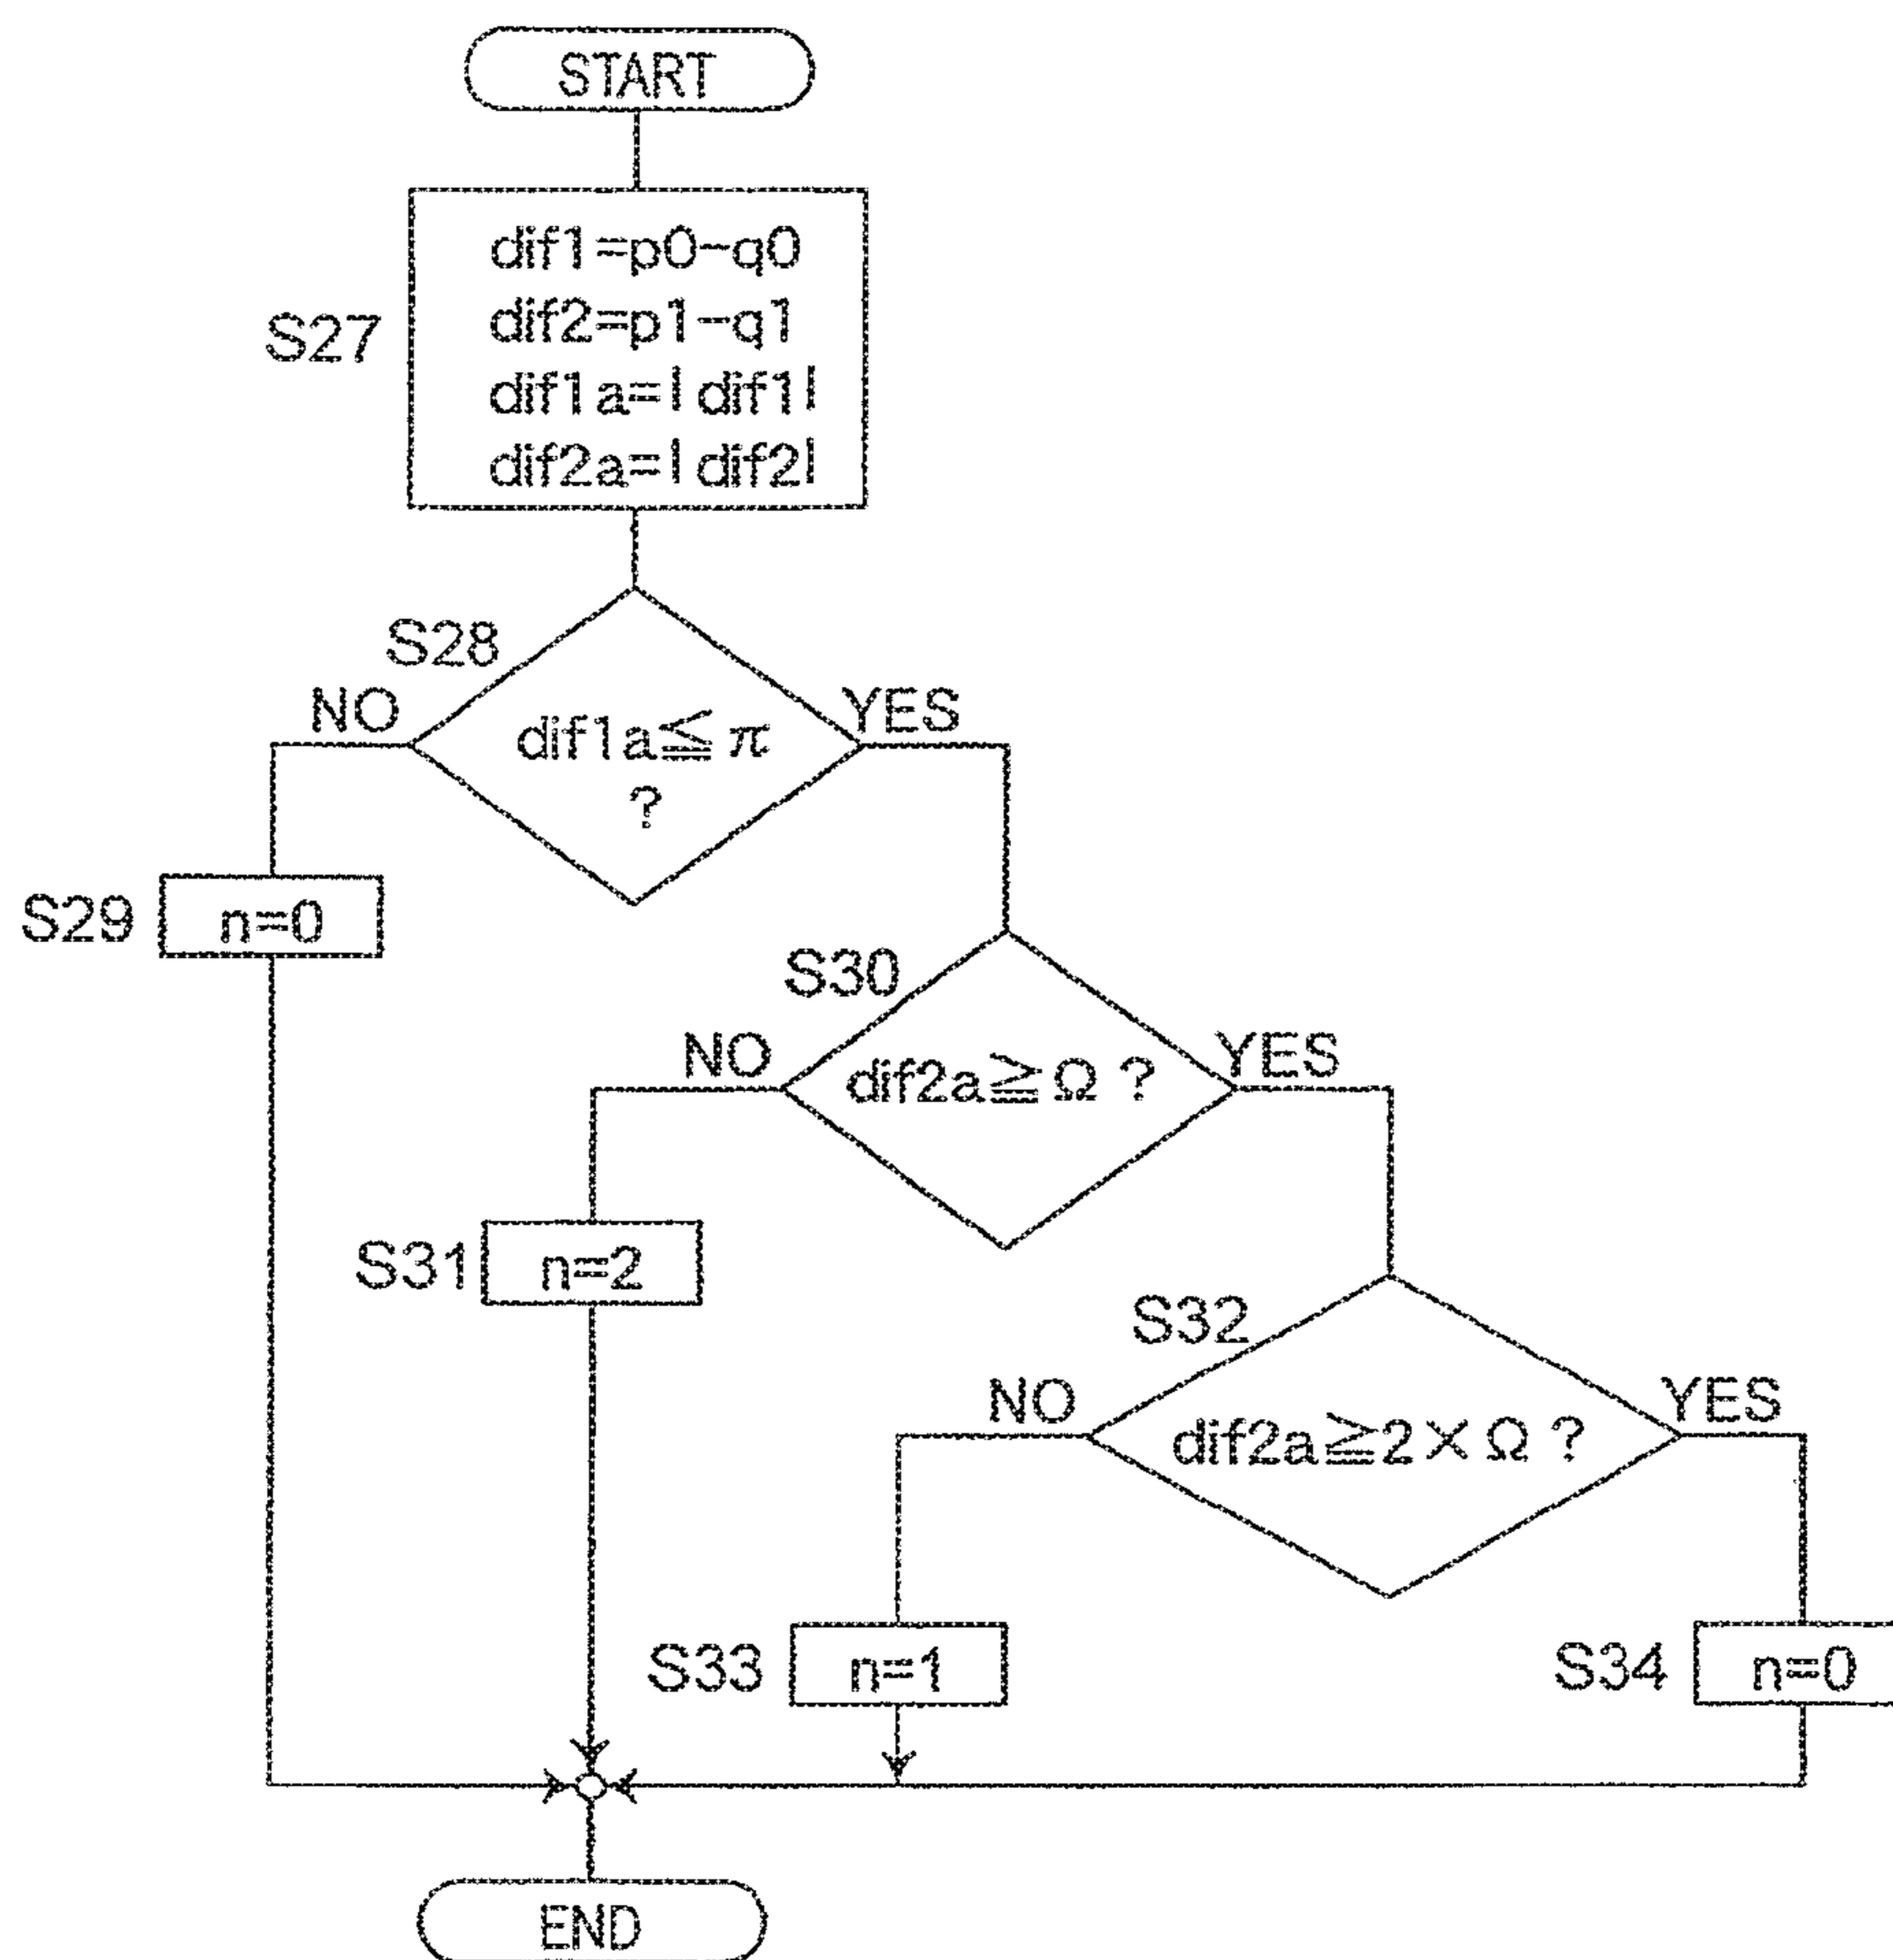 START
S27
dif1=p0-q0
dif2=p1-q1
dif1a=|dif1|
dif2a=|dif2|
S28
NO
YES
dif1a≦π
?
S29
n=0
S30
NO
YES
dif2a≧Ω ?
S31
n=2
S32
NO
YES
dif2a≧2×Ω ?
S33
n=1
S34
n=0
END